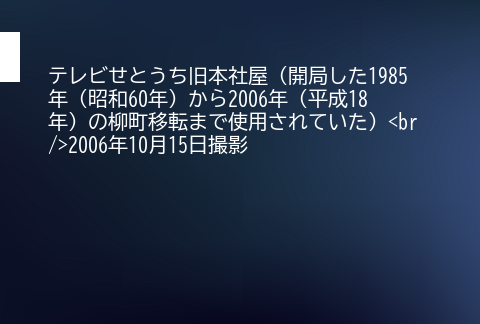 テレビせとうち旧本社屋（開局した1985
年（昭和60年）から2006年（平成18
年）の柳町移転まで使用されていた）<br
/>2006年10月15日撮影